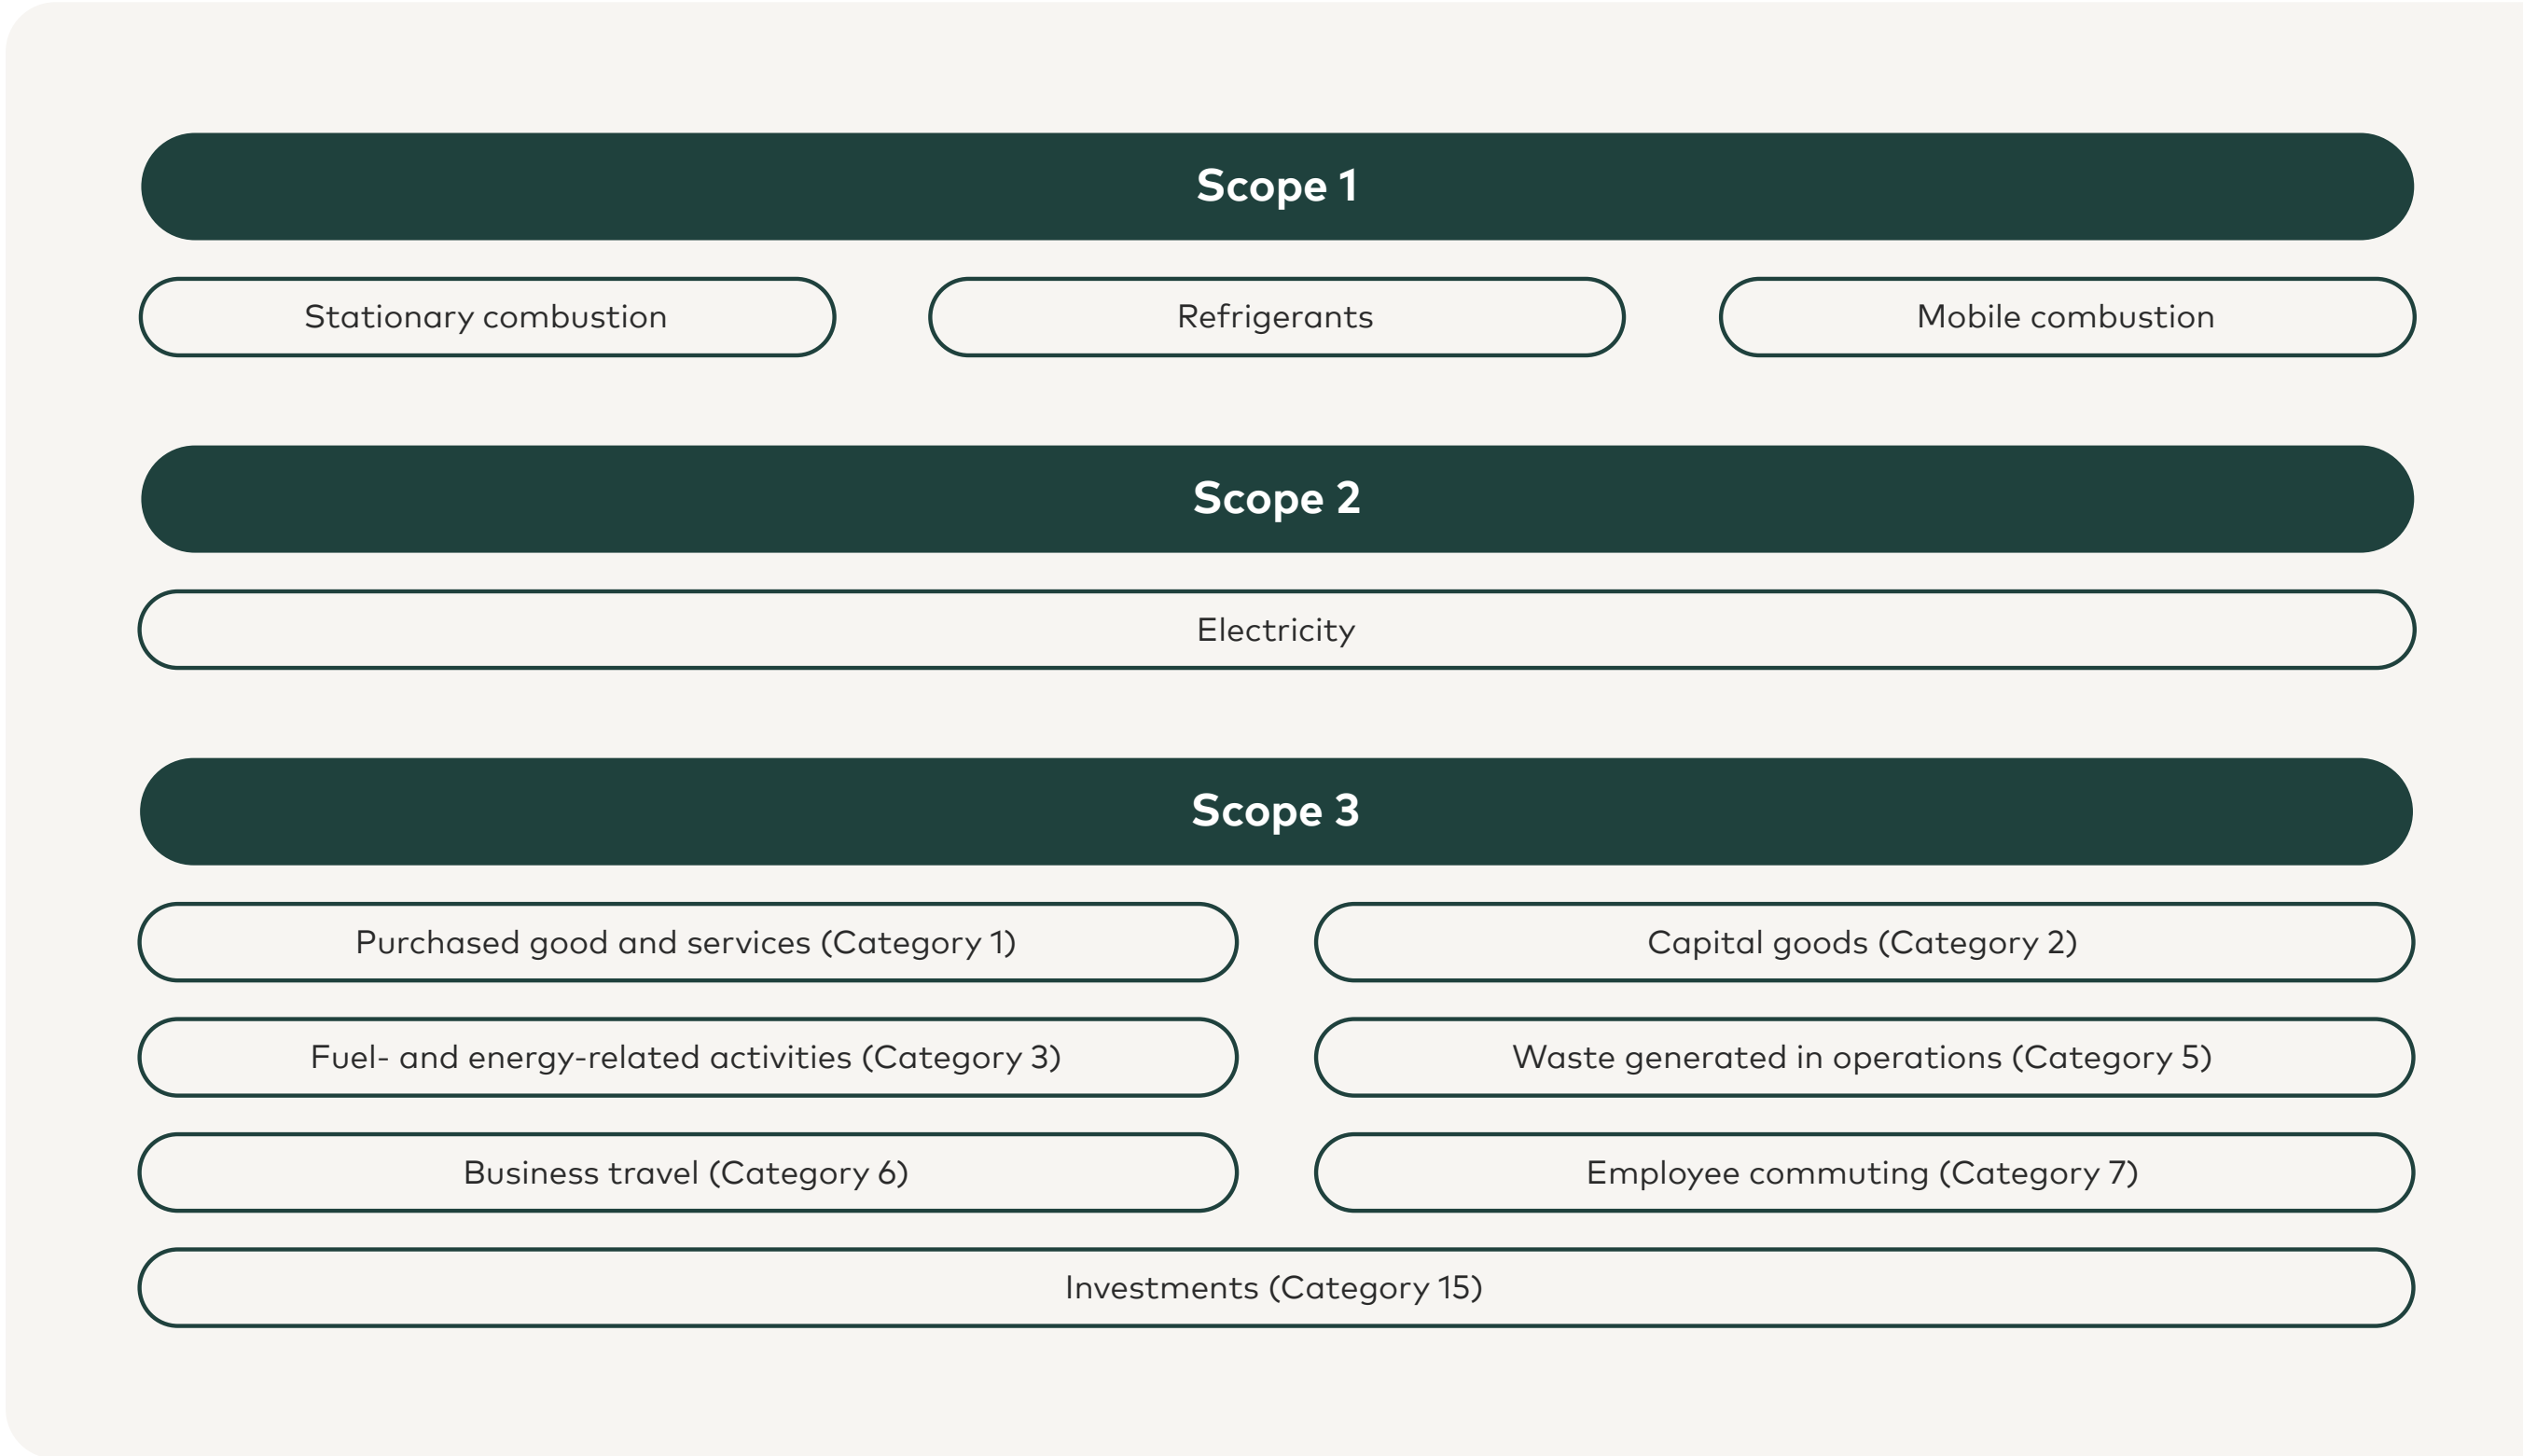 Scope 1
Stationary combustion
Refrigerants
Mobile combustion
Scope 2
Electricity
Scope 3
Purchased good and services (Category 1)
Capital goods (Category 2)
Fuel- and energy-related activities (Category 3)
Waste generated in operations (Category 5)
Business travel (Category 6)
Employee commuting (Category 7)
Investments (Category 15)